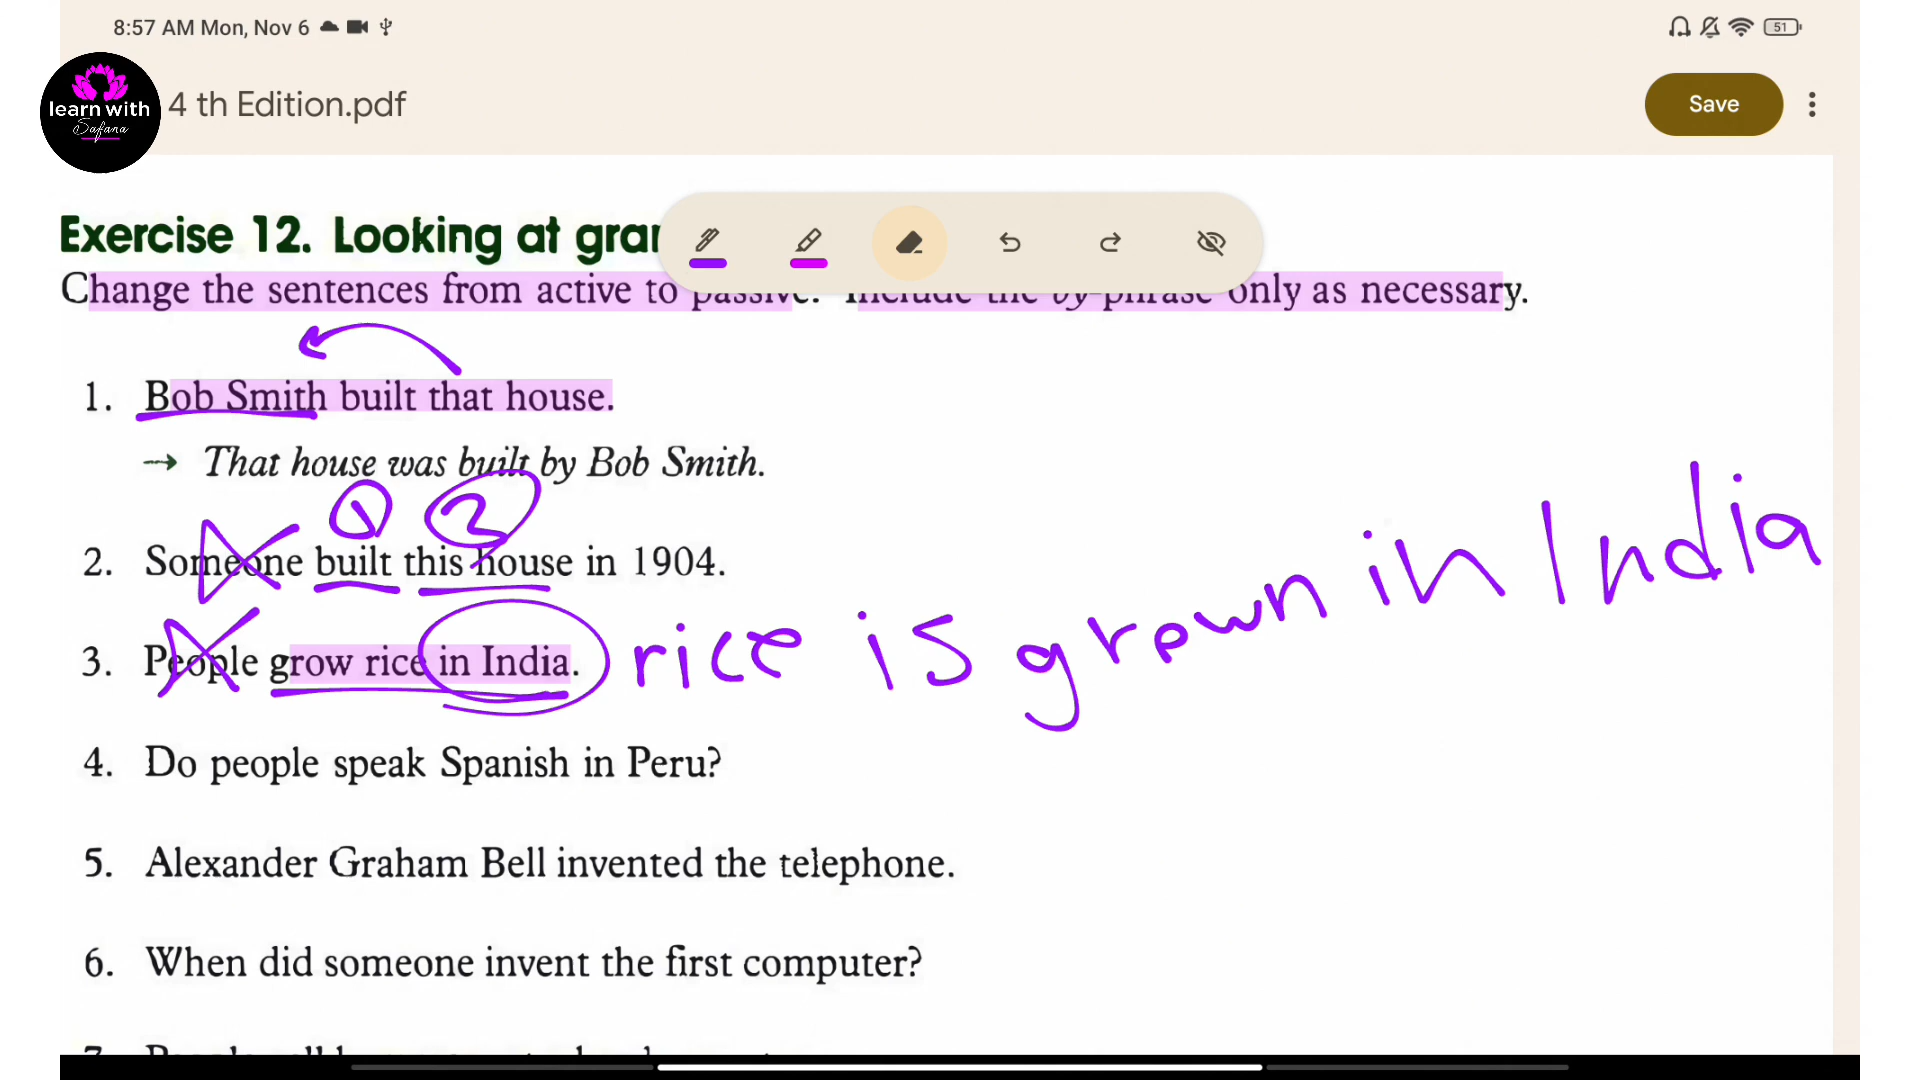 8:57 AM Mon, Nov 6
51
learn with
Safana
4 th Edition.pdf
Save
Exercise 12. Looking at gra
Change the sentences from active to passive. Include the by-phrase only as necessary.
1. Bob Smith built that house.
→ That house was built by Bob Smith.
1 2
2. Someone built this house in 1904.
3. People grow rice in India. rice is grown in India
4. Do people speak Spanish in Peru?
5. Alexander Graham Bell invented the telephone.
6. When did someone invent the first computer?